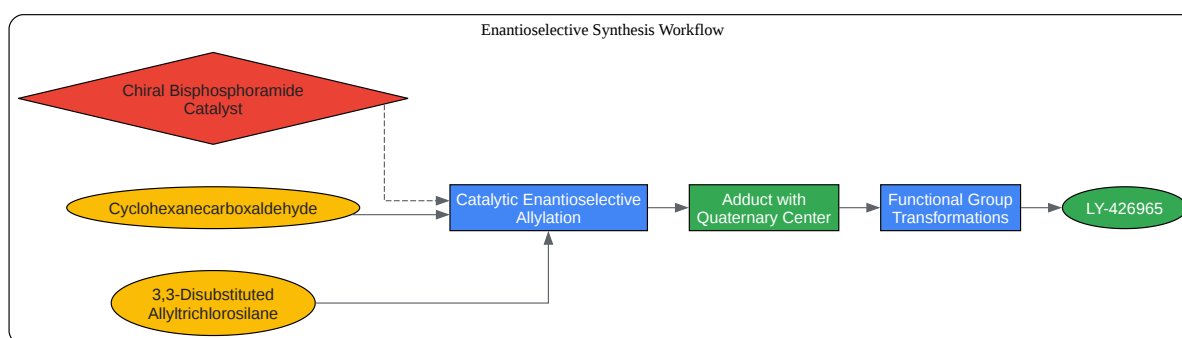 Enantioselective Synthesis Workflow
Chiral Bisphosphoramide
Catalyst
Cyclohexanecarboxaldehyde
3,3-Disubstituted
Allyltrichlorosilane
Catalytic Enantioselective
Allylation
Adduct with
Quaternary Center
Functional Group
Transformations
LY-426965